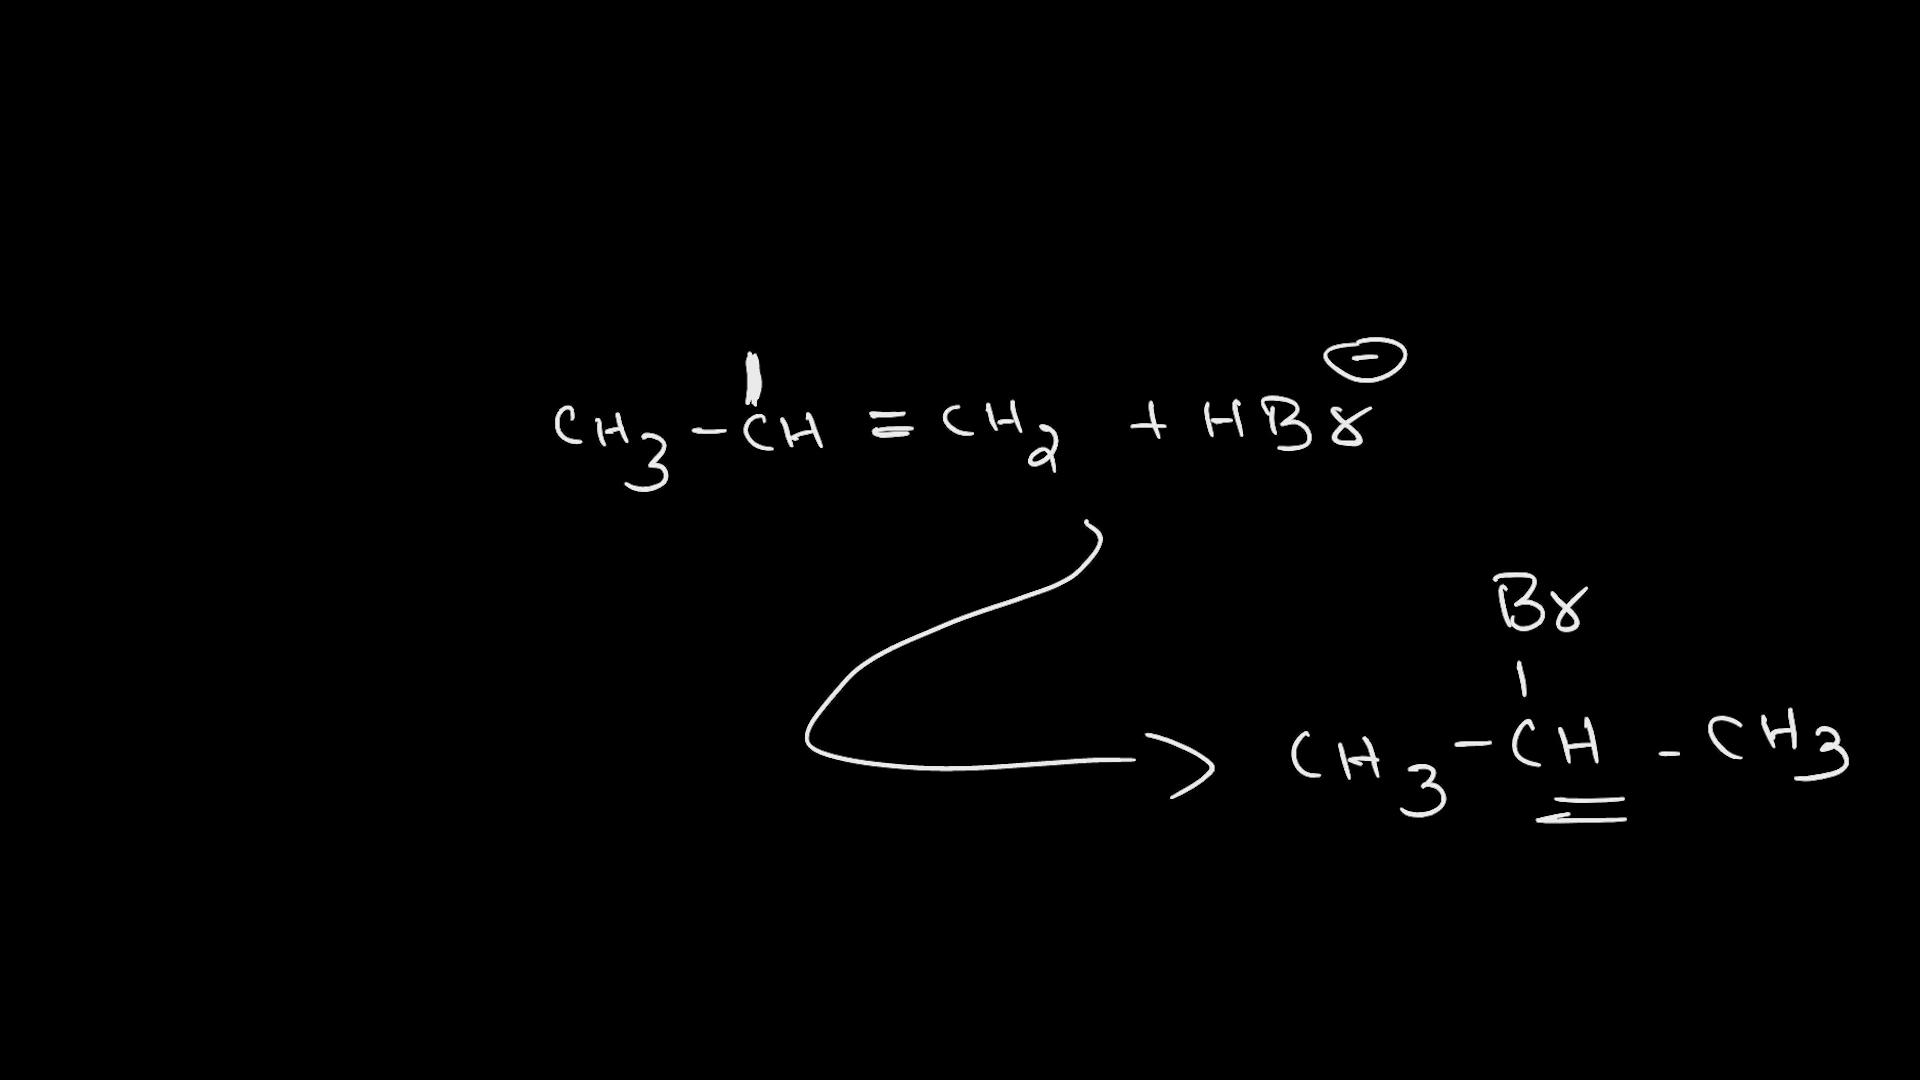 CH3 - CH = CH2 + HBr⊖
Br
CH3 - CH - CH3